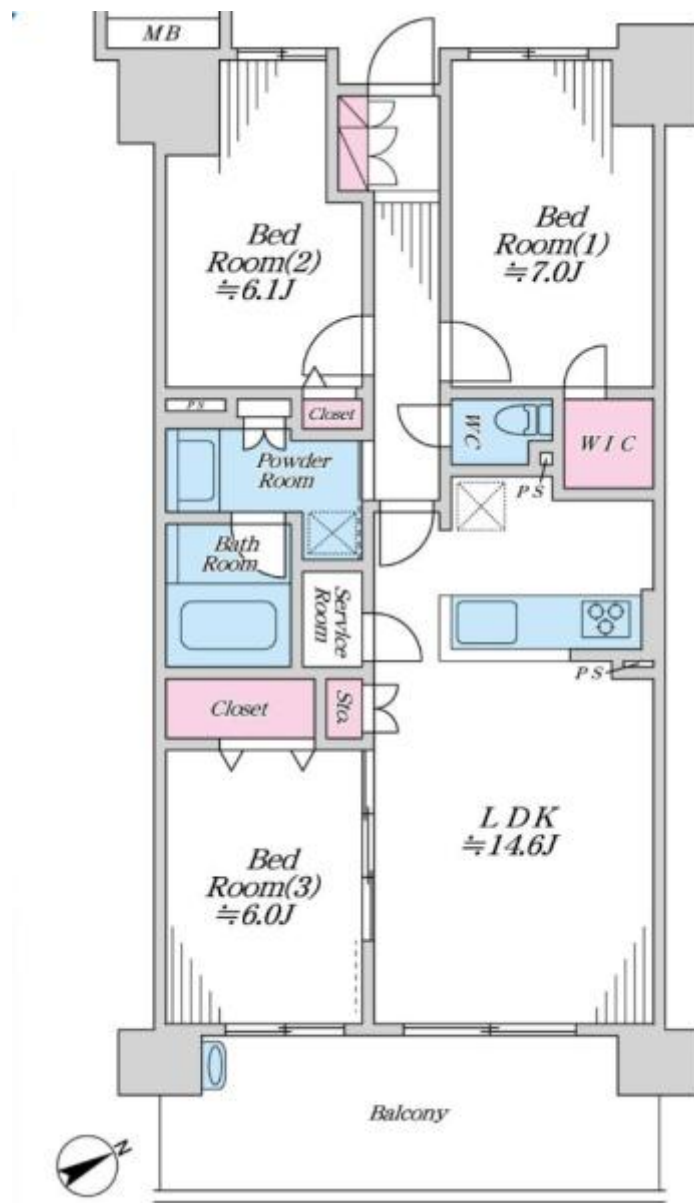 MB
Bed
Room(2)
≒6.1J
Bed
Room(1)
≒7.0J
PS
Closet
WC
WIC
PS
Powder
Room
Bath
Room
Service
Room
PS
Closet
Sto.
LDK
≒14.6J
Bed
Room(3)
≒6.0J
Balcony
N